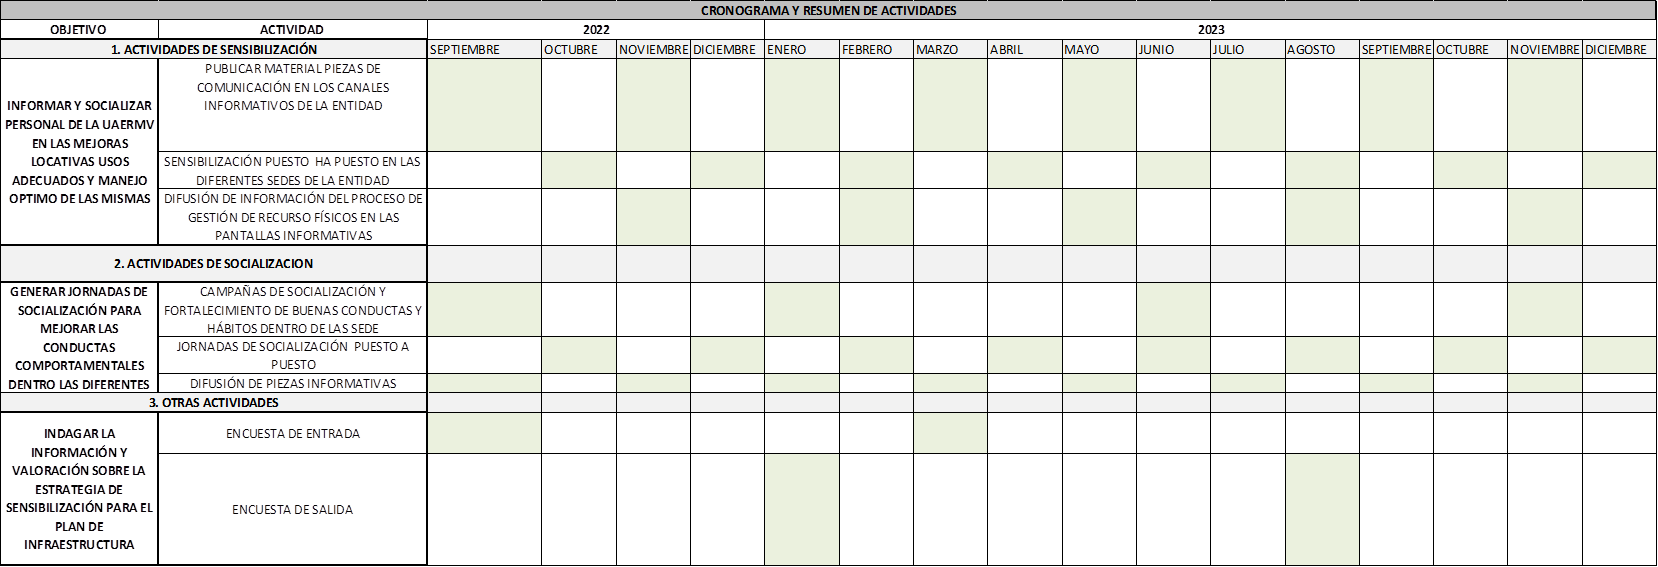 CRONOGRAMA Y RESUMEN DE ACTIVIDADES
OBJETIVO ACTIVIDAD 2022 2023
1. ACTIVIDADES DE SENSIBILIZACIÓN SEPTIEMBRE OCTUBRE NOVIEMBRE DICIEMBRE ENERO FEBRERO MARZO ABRIL MAYO JUNIO JULIO AGOSTO SEPTIEMBRE OCTUBRE NOVIEMBRE DICIEMBRE
INFORMAR Y SOCIALIZAR
PERSONAL DE LA UAERMV
EN LAS MEJORAS
LOCATIVAS USOS
ADECUADOS Y MANEJO
OPTIMO DE LAS MISMAS
PUBLICAR MATERIAL PIEZAS DE
COMUNICACIÓN EN LOS CANALES
INFORMATIVOS DE LA ENTIDAD
SENSIBILIZACIÓN PUESTO HA PUESTO EN LAS
DIFERENTES SEDES DE LA ENTIDAD
DIFUSIÓN DE INFORMACIÓN DEL PROCESO DE
GESTIÓN DE RECURSO FÍSICOS EN LAS
PANTALLAS INFORMATIVAS
2. ACTIVIDADES DE SOCIALIZACION
GENERAR JORNADAS DE
SOCIALIZACIÓN PARA
MEJORAR LAS
CONDUCTAS
COMPORTAMENTALES
DENTRO LAS DIFERENTES
CAMPAÑAS DE SOCIALIZACIÓN Y
FORTALECIMIENTO DE BUENAS CONDUCTAS Y
HÁBITOS DENTRO DE LAS SEDE
JORNADAS DE SOCIALIZACIÓN PUESTO A
PUESTO
DIFUSIÓN DE PIEZAS INFORMATIVAS
3. OTRAS ACTIVIDADES
INDAGAR LA
INFORMACIÓN Y
VALORACIÓN SOBRE LA
ESTRATEGIA DE
SENSIBILIZACIÓN PARA EL
PLAN DE
INFRAESTRUCTURA
ENCUESTA DE ENTRADA
ENCUESTA DE SALIDA